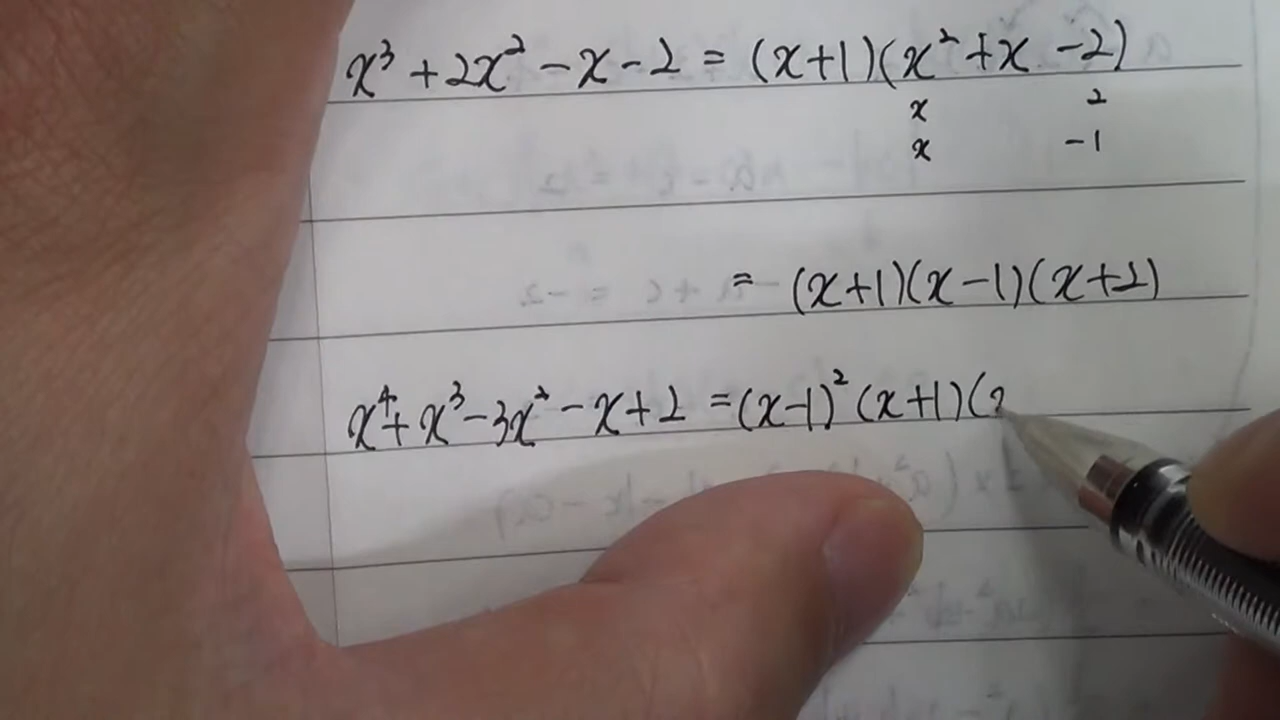 x³ + 2x² - x - 2 = (x+1)(x² + x - 2)
x 2
x -1
= (x+1)(x-1)(x+2)
x⁴ + x³ - 3x² - x + 2 = (x-1)² (x+1)(